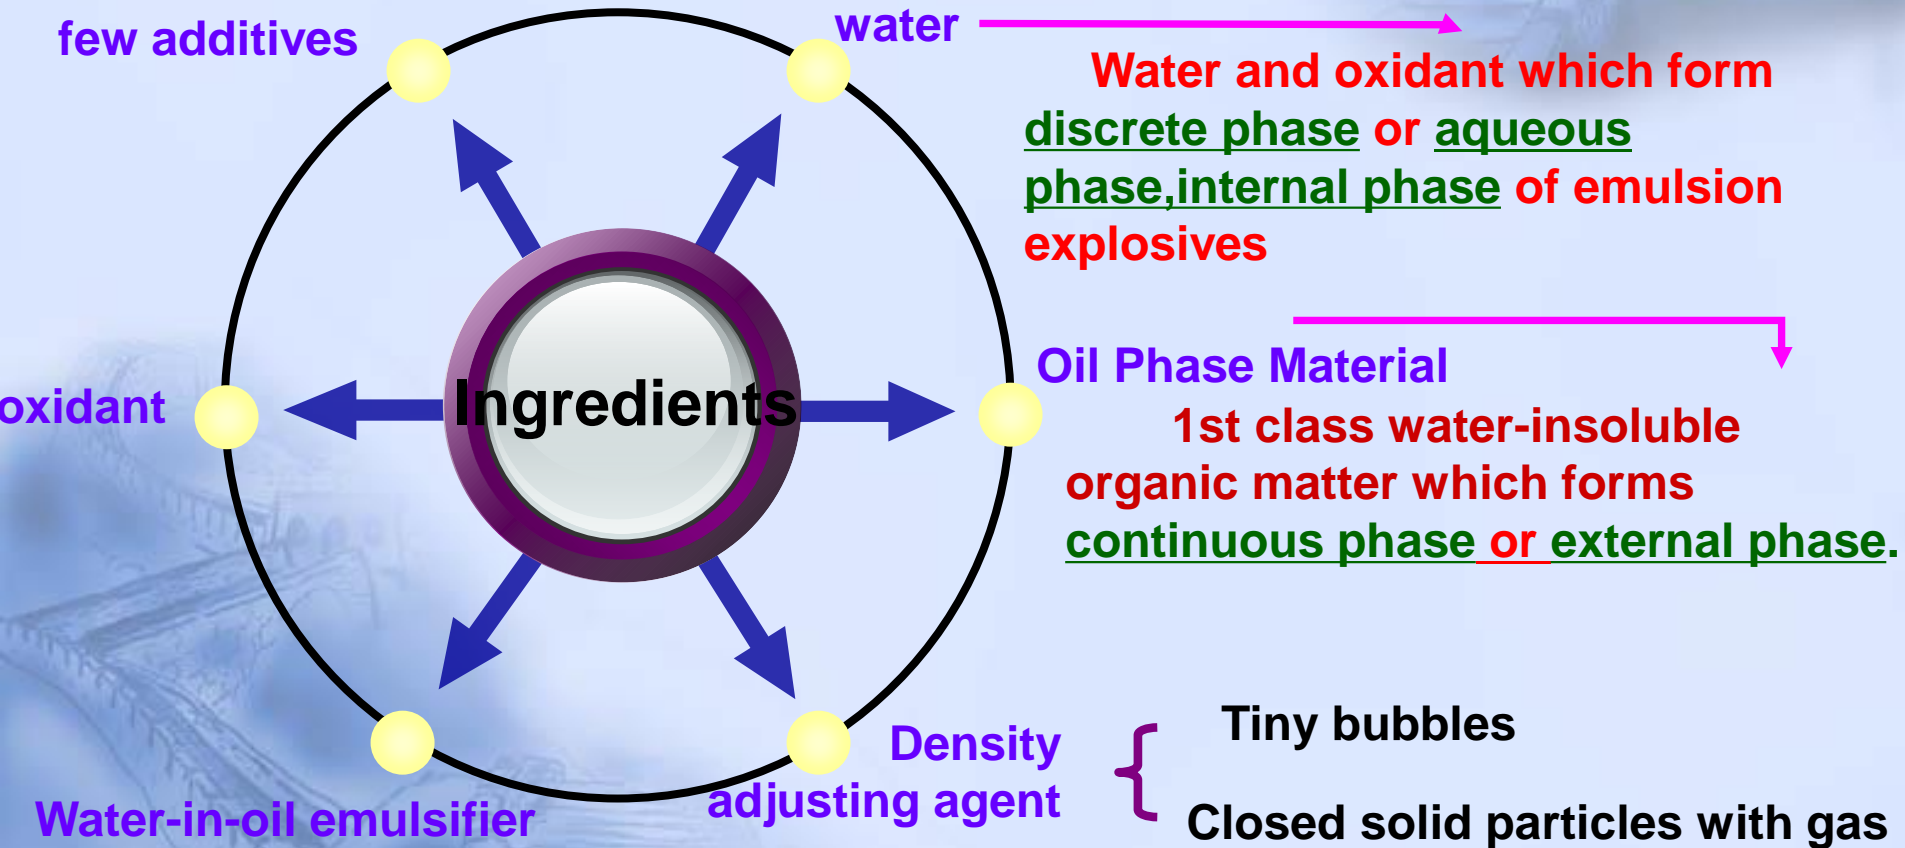 few additives
water
Water and oxidant which form
discrete phase or aqueous
phase,internal phase of emulsion
explosives
oxidant
Ingredients
Oil Phase Material
1st class water-insoluble
organic matter which forms
continuous phase or external phase.
Water-in-oil emulsifier
Density
adjusting agent
Tiny bubbles
Closed solid particles with gas